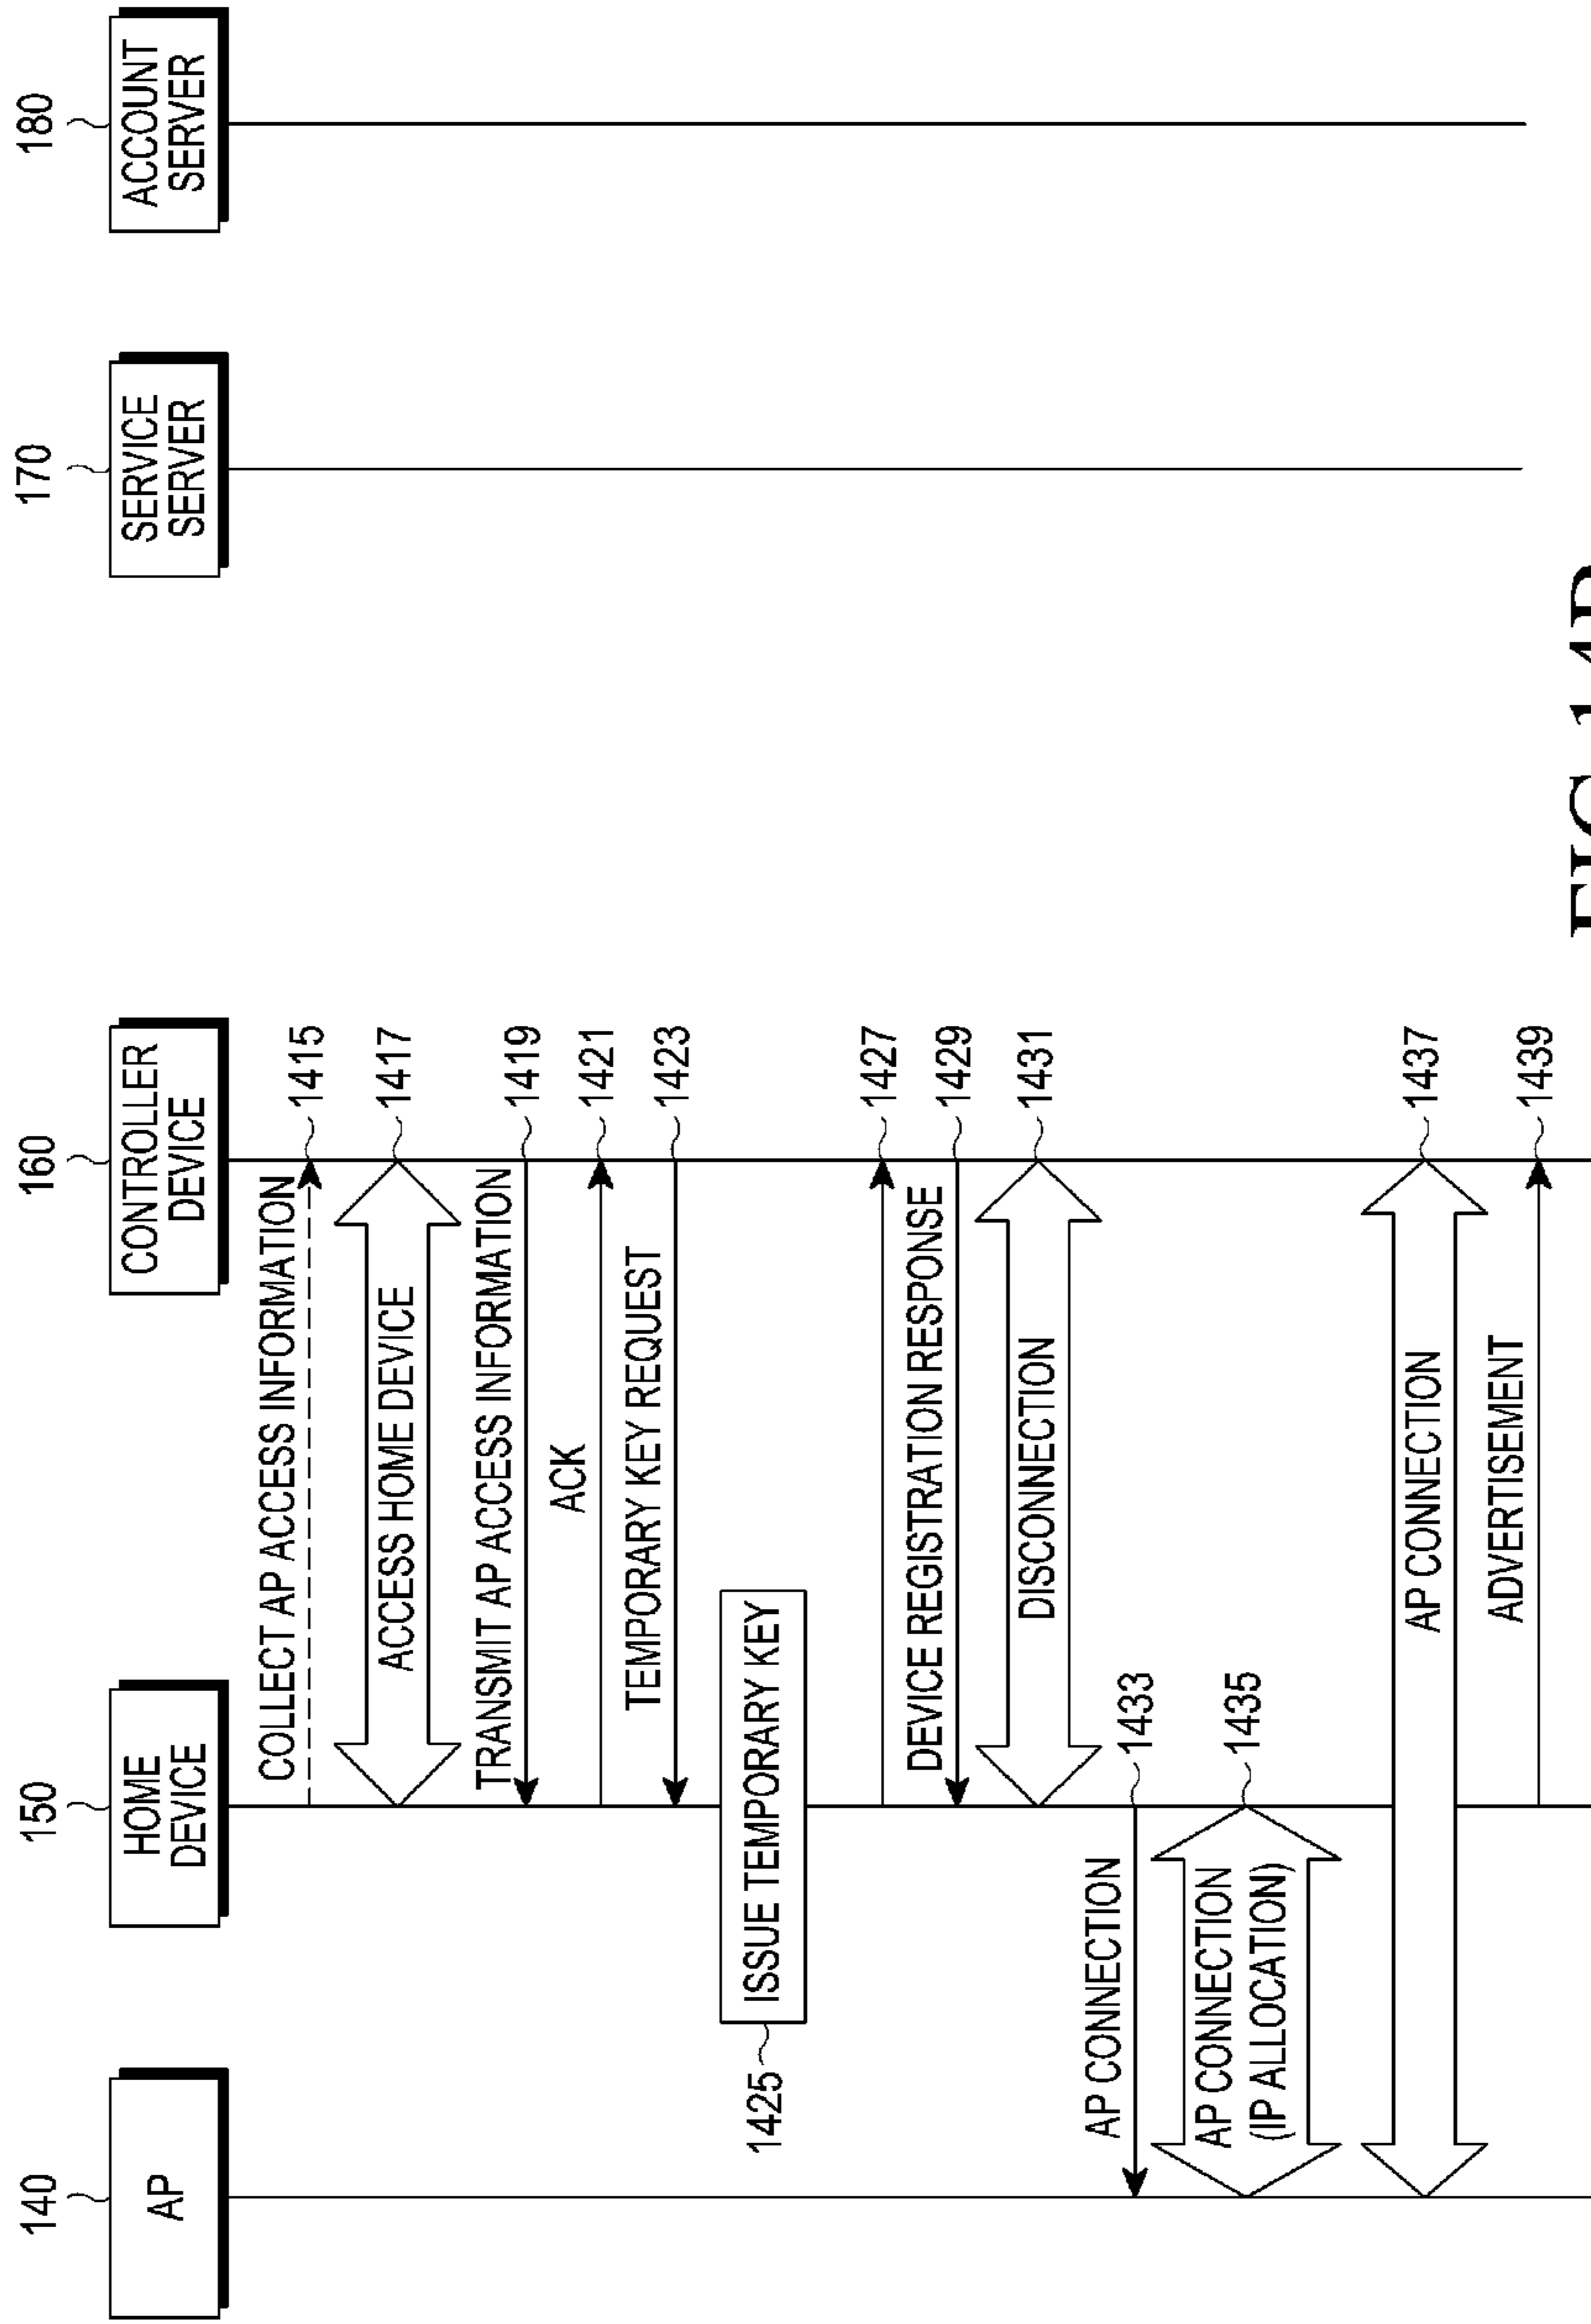 140
150
160
170
180
AP
HOME
DEVICE
CONTROLLER
DEVICE
SERVICE
SERVER
ACCOUNT
SERVER
COLLECT AP ACCESS INFORMATION
1415
ACCESS HOME DEVICE
1417
TRANSMIT AP ACCESS INFORMATION
1419
ACK
1421
TEMPORARY KEY REQUEST
1423
1425
ISSUE TEMPORARY KEY
1427
DEVICE REGISTRATION RESPONSE
1429
DISCONNECTION
1431
AP CONNECTION
1433
AP CONNECTION
(IP ALLOCATION)
1435
AP CONNECTION
1437
ADVERTISEMENT
1439